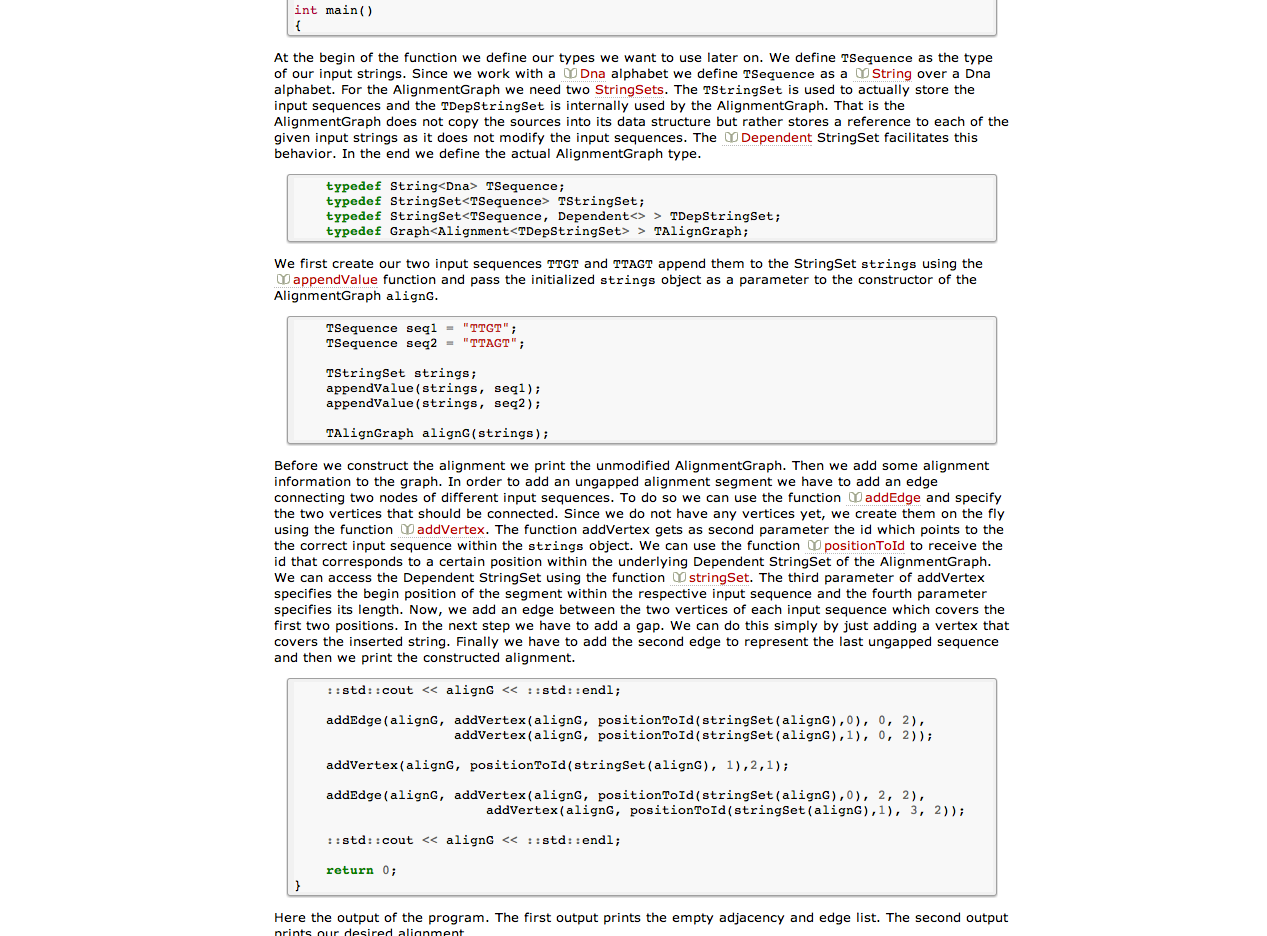 int main()
{
At the begin of the function we define our types we want to use later on. We define TSequence as the type
of our input strings. Since we work with a Dna alphabet we define TSequence as a String over a Dna
alphabet. For the AlignmentGraph we need two StringSets. The TStringSet is used to actually store the
input sequences and the TDepStringSet is internally used by the AlignmentGraph. That is the
AlignmentGraph does not copy the sources into its data structure but rather stores a reference to each of the
given input strings as it does not modify the input sequences. The Dependent StringSet facilitates this
behavior. In the end we define the actual AlignmentGraph type.
typedef String<Dna> TSequence;
typedef StringSet<TSequence> TStringSet;
typedef StringSet<TSequence, Dependent<> > TDepStringSet;
typedef Graph<Alignment<TDepStringSet> > TAlignGraph;
We first create our two input sequences TTGT and TTAGT append them to the StringSet strings using the
appendValue function and pass the initialized strings object as a parameter to the constructor of the
AlignmentGraph alignG.
TSequence seq1 = "TTGT";
TSequence seq2 = "TTAGT";
TStringSet strings;
appendValue(strings, seq1);
appendValue(strings, seq2);
TAlignGraph alignG(strings);
Before we construct the alignment we print the unmodified AlignmentGraph. Then we add some alignment
information to the graph. In order to add an ungapped alignment segment we have to add an edge
connecting two nodes of different input sequences. To do so we can use the function addEdge and specify
the two vertices that should be connected. Since we do not have any vertices yet, we create them on the fly
using the function addVertex. The function addVertex gets as second parameter the id which points to the
the correct input sequence within the strings object. We can use the function positionToId to receive the
id that corresponds to a certain position within the underlying Dependent StringSet of the AlignmentGraph.
We can access the Dependent StringSet using the function stringSet. The third parameter of addVertex
specifies the begin position of the segment within the respective input sequence and the fourth parameter
specifies its length. Now, we add an edge between the two vertices of each input sequence which covers the
first two positions. In the next step we have to add a gap. We can do this simply by just adding a vertex that
covers the inserted string. Finally we have to add the second edge to represent the last ungapped sequence
and then we print the constructed alignment.
::std::cout << alignG << ::std::endl;
addEdge(alignG, addVertex(alignG, positionToId(stringSet(alignG),0), 0, 2),
addVertex(alignG, positionToId(stringSet(alignG),1), 0, 2));
addVertex(alignG, positionToId(stringSet(alignG), 1),2,1);
addEdge(alignG, addVertex(alignG, positionToId(stringSet(alignG),0), 2, 2),
addVertex(alignG, positionToId(stringSet(alignG),1), 3, 2));
::std::cout << alignG << ::std::endl;
return 0;
}
Here the output of the program. The first output prints the empty adjacency and edge list. The second output
prints our desired alignment.